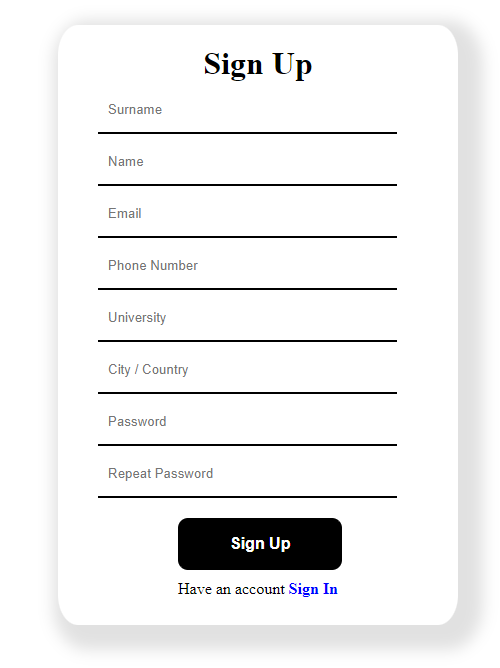 Sign Up
Surname
Name
Email
Phone Number
University
City / Country
Password
Repeat Password
Sign Up
Have an account Sign In